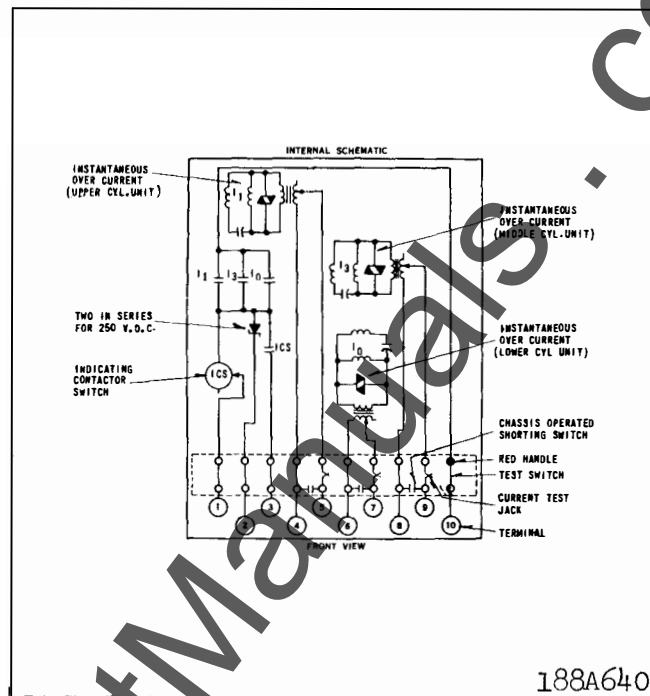 INTERNAL SCHEMATIC
INSTANTANEOUS
OVER CURRENT
(UPPER CYL.UNIT)
I1
INSTANTANEOUS
OVER CURRENT
(MIDDLE CYL.UNIT)
I3
I1 I3 I0
TWO IN SERIES
FOR 250 V.D.C.
ICS
I0
INSTANTANEOUS
OVER CURRENT
(LOWER CYL UNIT)
INDICATING
CONTACTOR
SWITCH
ICS
CHASSIS OPERATED
SHORTING SWITCH
RED HANDLE
TEST SWITCH
CURRENT TEST
JACK
1 2 3 4 5 6 7 8 9 10
TERMINAL
FRONT VIEW
188A640
tManuals . c